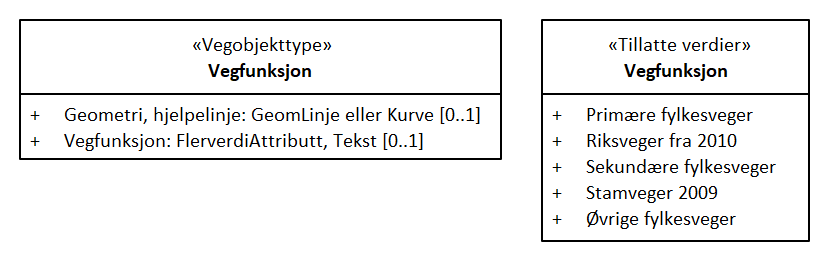 «Vegobjekttype»
Vegfunksjon
+ Geometri, hjelpelinje: GeomLinje eller Kurve [0..1]
+ Vegfunksjon: FlerverdiAttributt, Tekst [0..1]
«Tillatte verdier»
Vegfunksjon
+ Primære fylkesveger
+ Riksveger fra 2010
+ Sekundære fylkesveger
+ Stamveger 2009
+ Øvrige fylkesveger